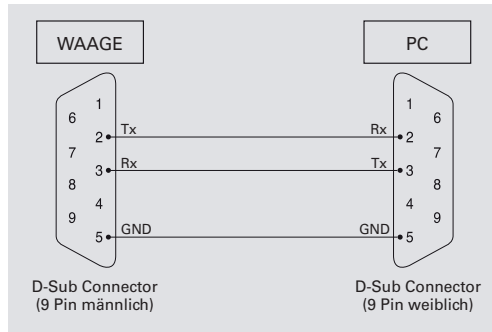 WAAGE PC
1 1
6 6
2 Tx Rx 2
7 7
3 Rx Tx 3
8 8
4 4
9 9
5 GND GND 5
D-Sub Connector D-Sub Connector
(9 Pin männlich) (9 Pin weiblich)